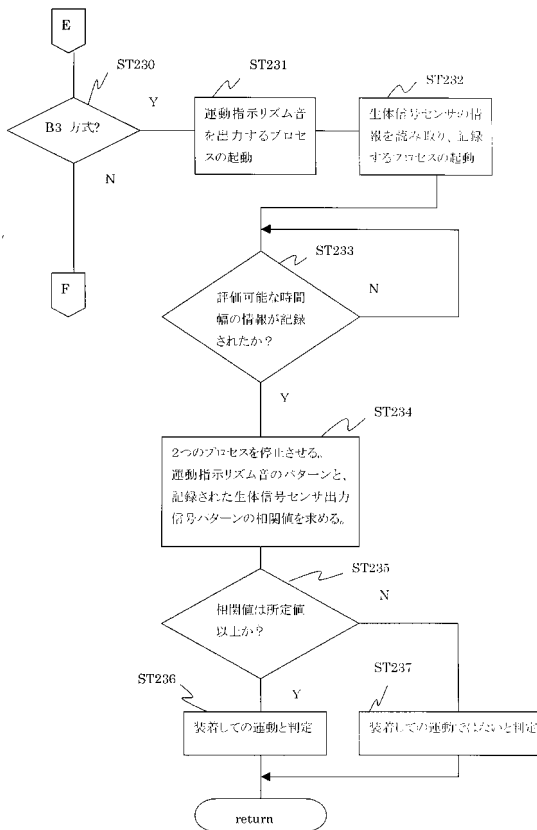 E
ST230
B3 方式?
Y
N
F
ST231
運動指示リズム音
を出力するプロセ
スの起動
ST232
生体信号センサの情
報を読み取り、記録
するプロセスの起動
ST233
評価可能な時間
幅の情報が記録
されたか?
N
Y
ST234
2つのプロセスを停止させる。
運動指示リズム音のパターンと、
記録された生体信号センサ出力
信号パターンの相関値を求める。
ST235
相関値は所定値
以上か?
N
Y
ST236
装着しての運動と判定
ST237
装着しての運動ではないと判定
return